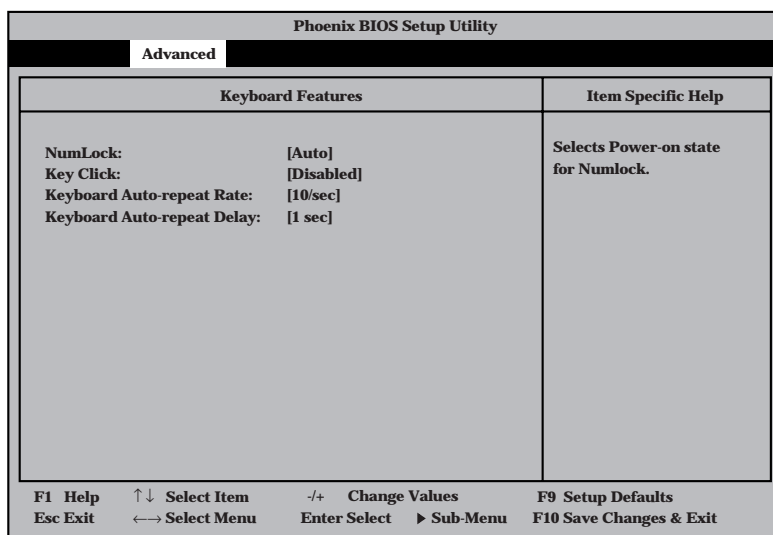 Phoenix BIOS Setup Utility
Advanced
Keyboard Features
Item Specific Help
NumLock: [Auto]
Key Click: [Disabled]
Keyboard Auto-repeat Rate: [10/sec]
Keyboard Auto-repeat Delay: [1 sec]
Selects Power-on state
for Numlock.
F1 Help ↑↓ Select Item -/+ Change Values F9 Setup Defaults
Esc Exit ←→ Select Menu Enter Select ▶ Sub-Menu F10 Save Changes & Exit